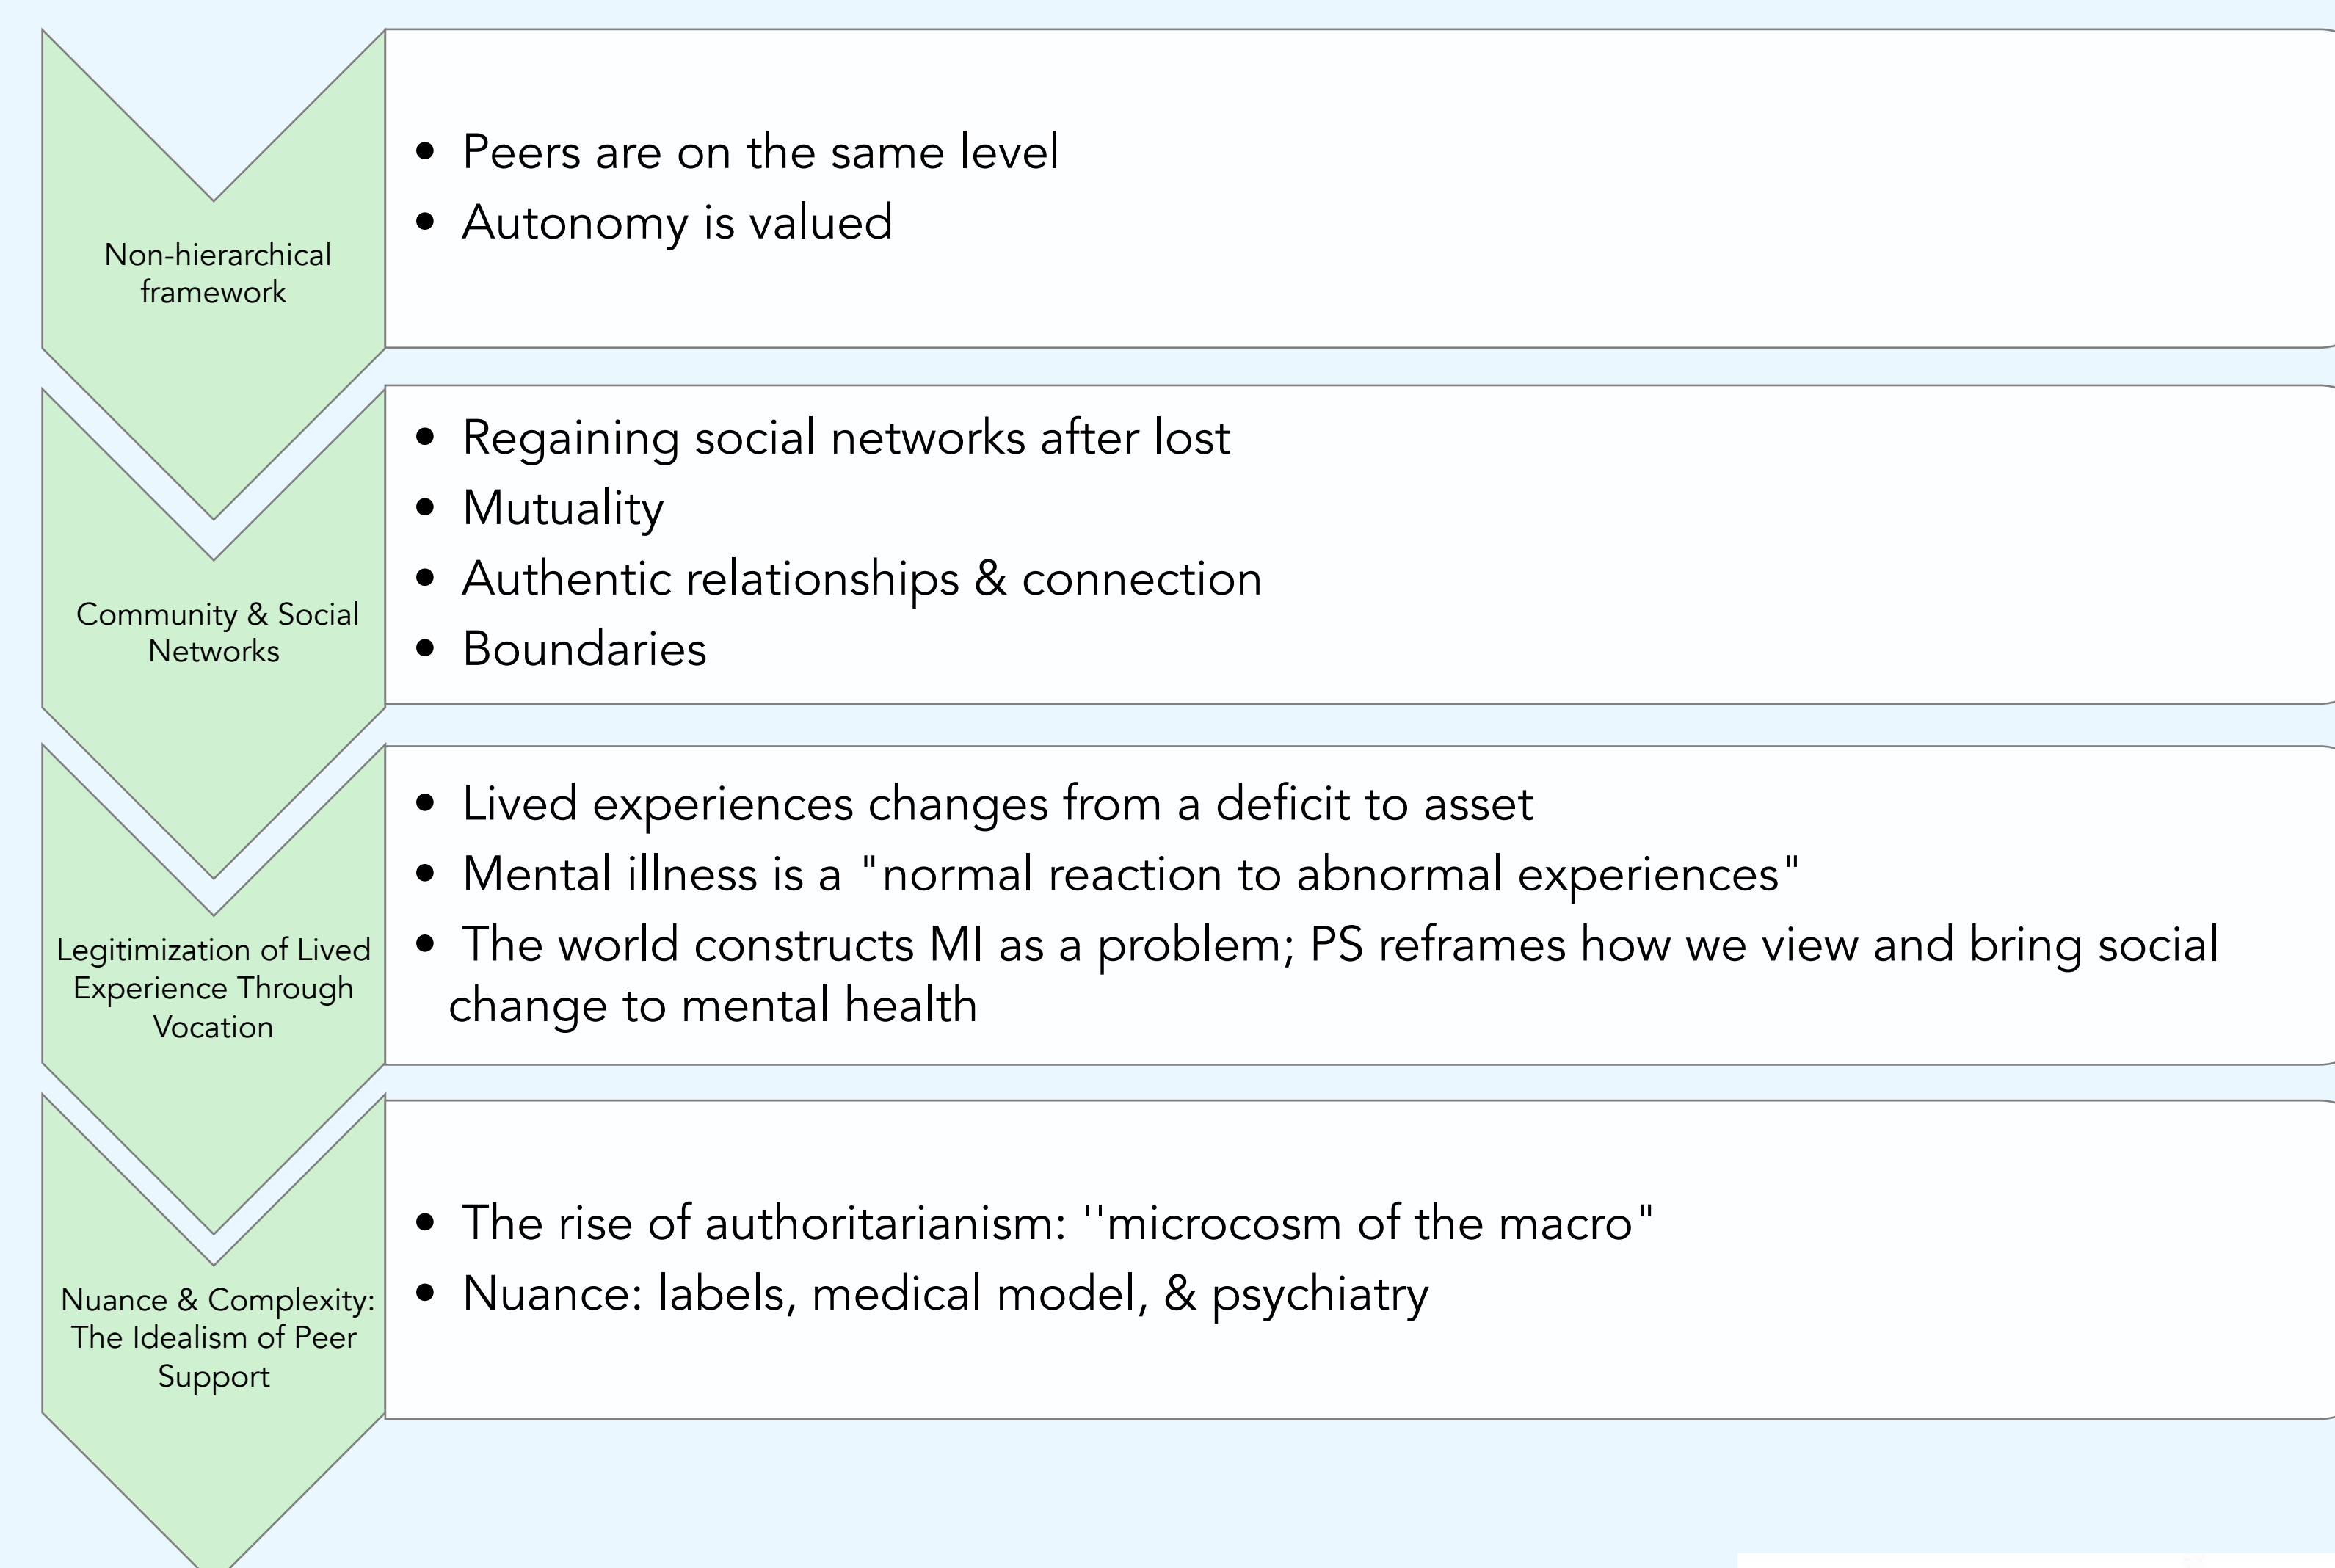 Non-hierarchical
framework
• Peers are on the same level
• Autonomy is valued
Community & Social
Networks
• Regaining social networks after lost
• Mutuality
• Authentic relationships & connection
• Boundaries
Legitimization of Lived
Experience Through
Vocation
• Lived experiences changes from a deficit to asset
• Mental illness is a "normal reaction to abnormal experiences"
• The world constructs MI as a problem; PS reframes how we view and bring social
change to mental health
Nuance & Complexity:
The Idealism of Peer
Support
• The rise of authoritarianism: ''microcosm of the macro"
• Nuance: labels, medical model, & psychiatry